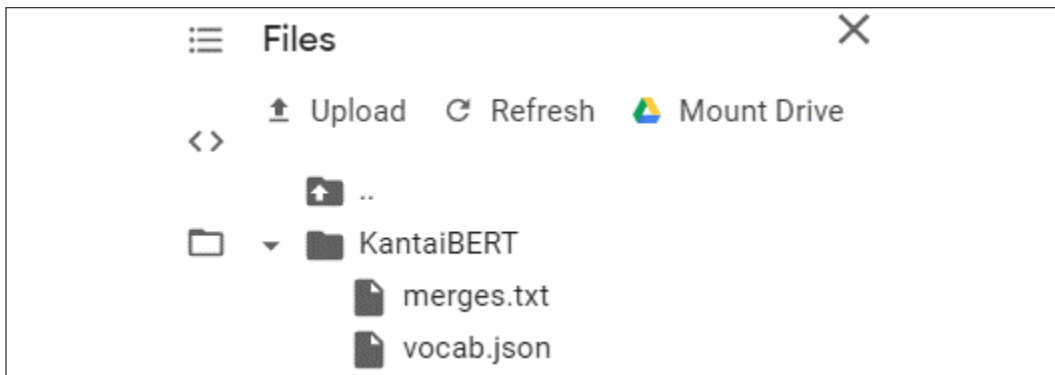 Files
Upload Refresh Mount Drive
..
KantaiBERT
merges.txt
vocab.json